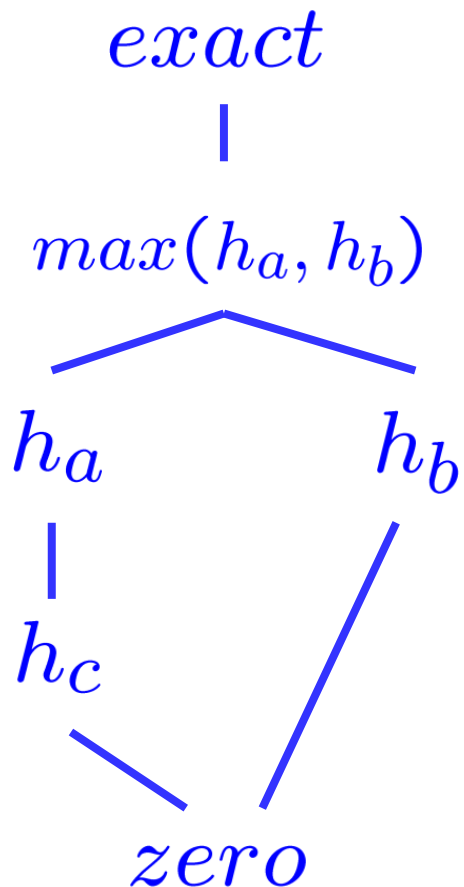 exact
max(h_a, h_b)
h_a h_b
h_c
zero